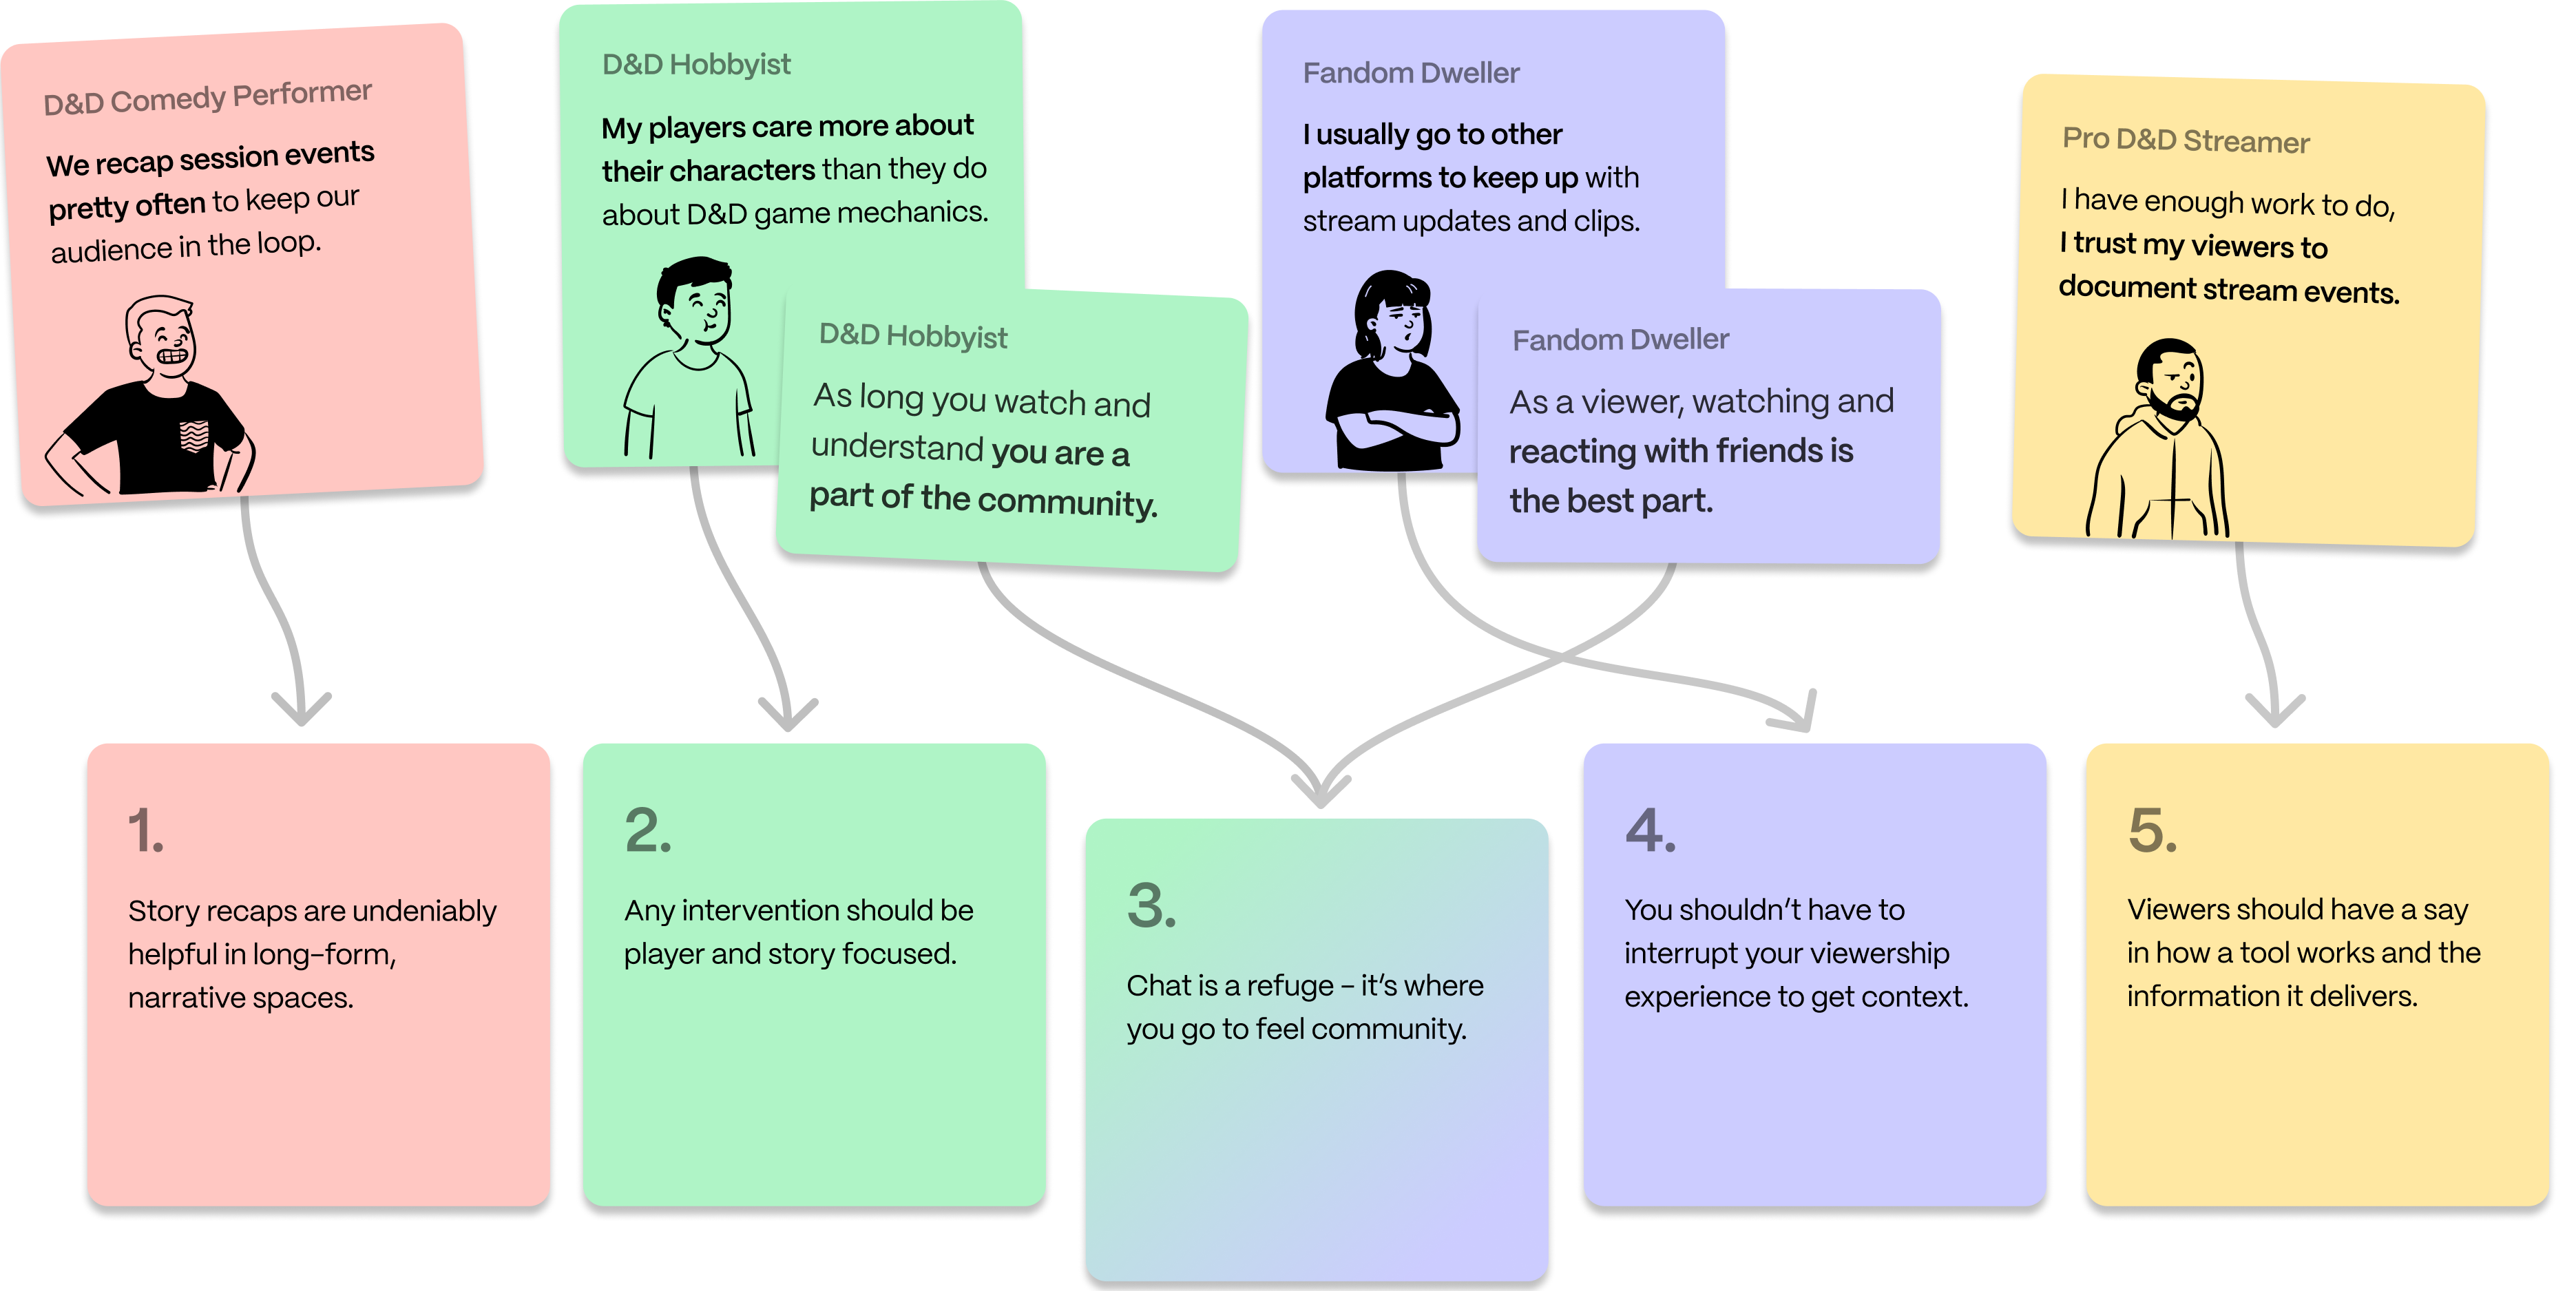 D&D Comedy Performer
We recap session events
pretty often to keep our
audience in the loop.
D&D Hobbyist
My players care more about
their characters than they do
about D&D game mechanics.
D&D Hobbyist
As long you watch and
understand you are a
part of the community.
Fandom Dweller
I usually go to other
platforms to keep up with
stream updates and clips.
Fandom Dweller
As a viewer, watching and
reacting with friends is
the best part.
Pro D&D Streamer
I have enough work to do,
I trust my viewers to
document stream events.
1.
Story recaps are undeniably
helpful in long-form,
narrative spaces.
2.
Any intervention should be
player and story focused.
3.
Chat is a refuge – it’s where
you go to feel community.
4.
You shouldn’t have to
interrupt your viewership
experience to get context.
5.
Viewers should have a say
in how a tool works and the
information it delivers.